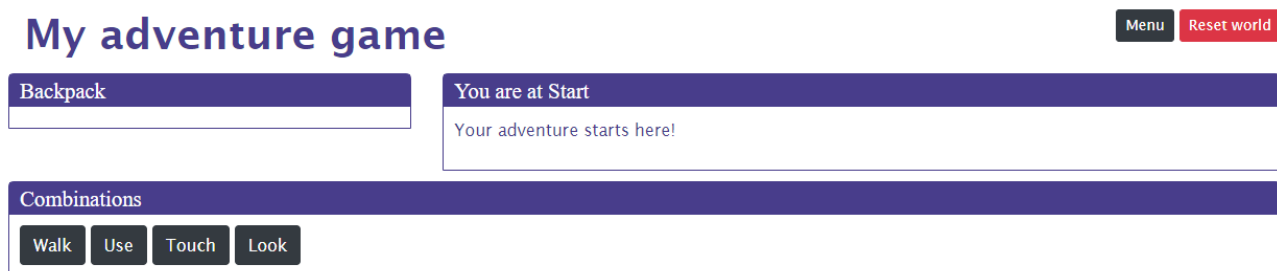 My adventure game
Menu Reset world
Backpack
You are at Start
Your adventure starts here!
Combinations
Walk Use Touch Look